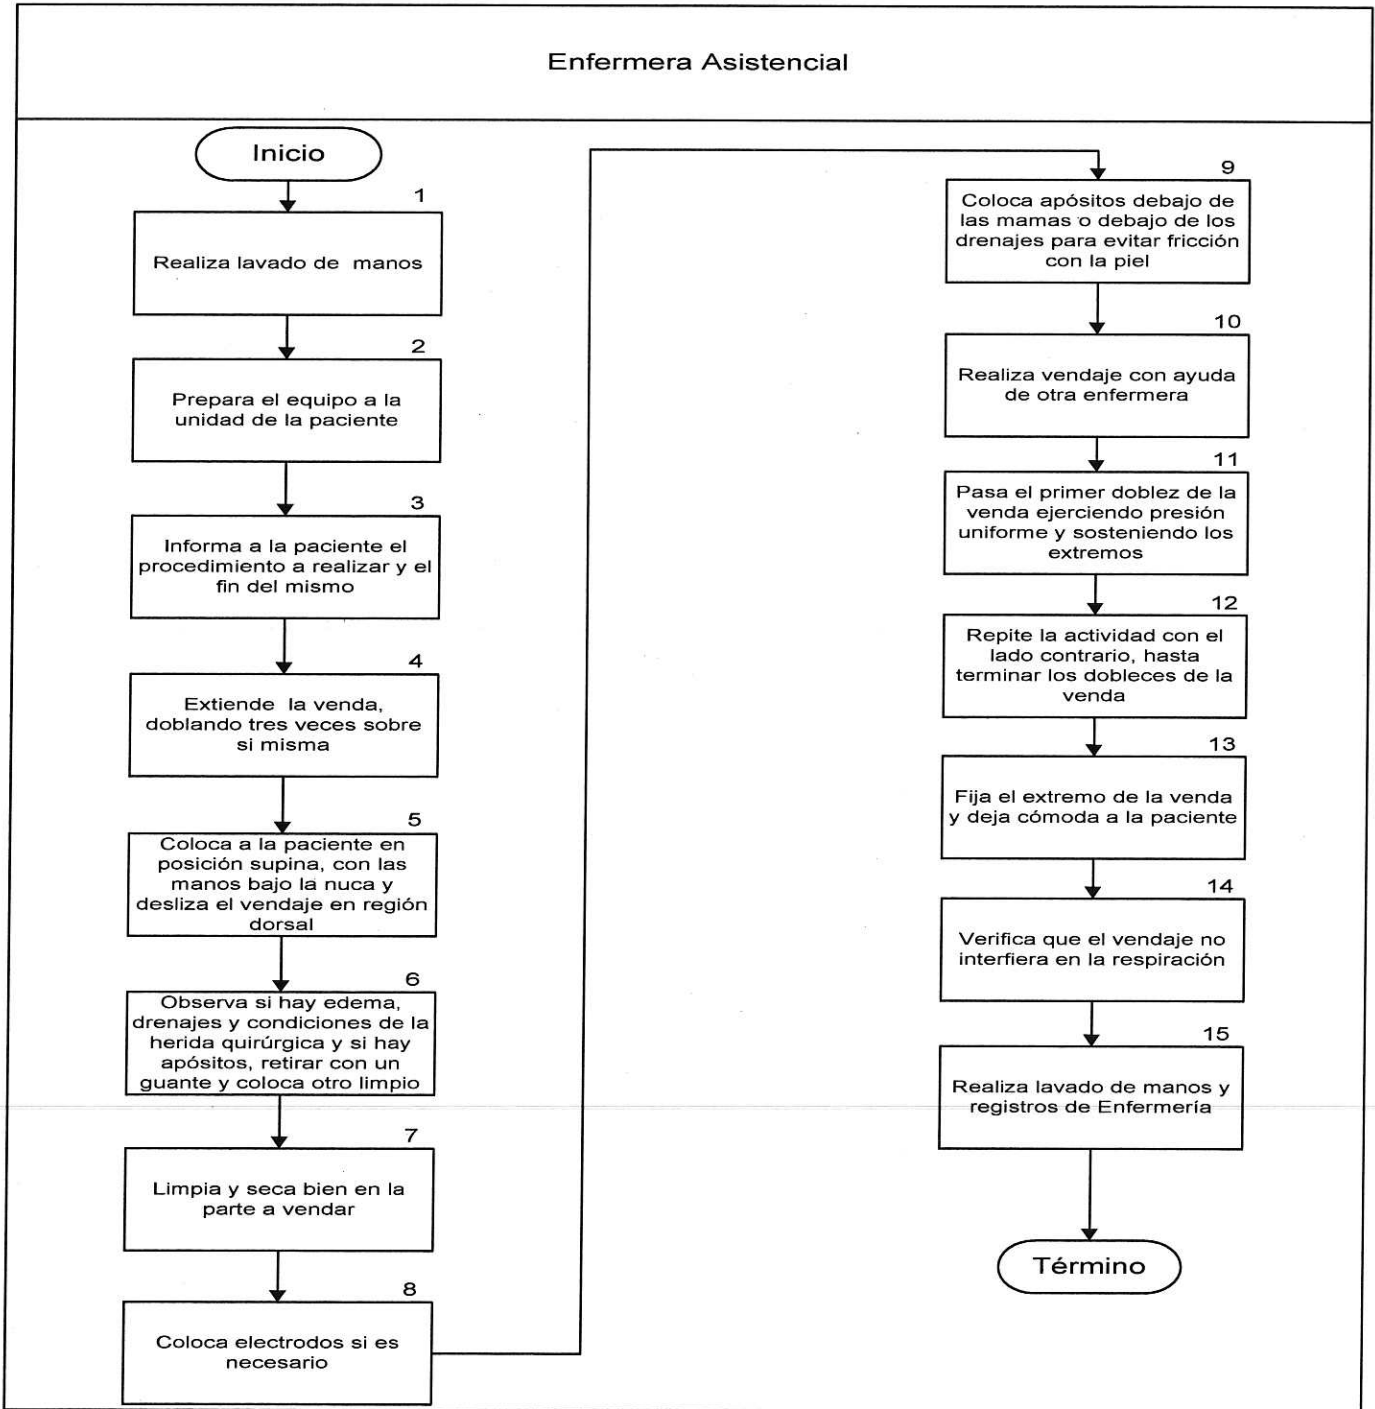 Enfermera Asistencial
Inicio
1
Realiza lavado de manos
2
Prepara el equipo a la
unidad de la paciente
3
Informa a la paciente el
procedimiento a realizar y el
fin del mismo
4
Extiende la venda,
doblando tres veces sobre
si misma
5
Coloca a la paciente en
posición supina, con las
manos bajo la nuca y
desliza el vendaje en región
dorsal
6
Observa si hay edema,
drenajes y condiciones de la
herida quirúrgica y si hay
apósitos, retirar con un
guante y coloca otro limpio
7
Limpia y seca bien en la
parte a vendar
8
Coloca electrodos si es
necesario
9
Coloca apósitos debajo de
las mamas o debajo de los
drenajes para evitar fricción
con la piel
10
Realiza vendaje con ayuda
de otra enfermera
11
Pasa el primer doblez de la
venda ejerciendo presión
uniforme y sosteniendo los
extremos
12
Repite la actividad con el
lado contrario, hasta
terminar los dobleces de la
venda
13
Fija el extremo de la venda
y deja cómoda a la paciente
14
Verifica que el vendaje no
interfiera en la respiración
15
Realiza lavado de manos y
registros de Enfermería
Término